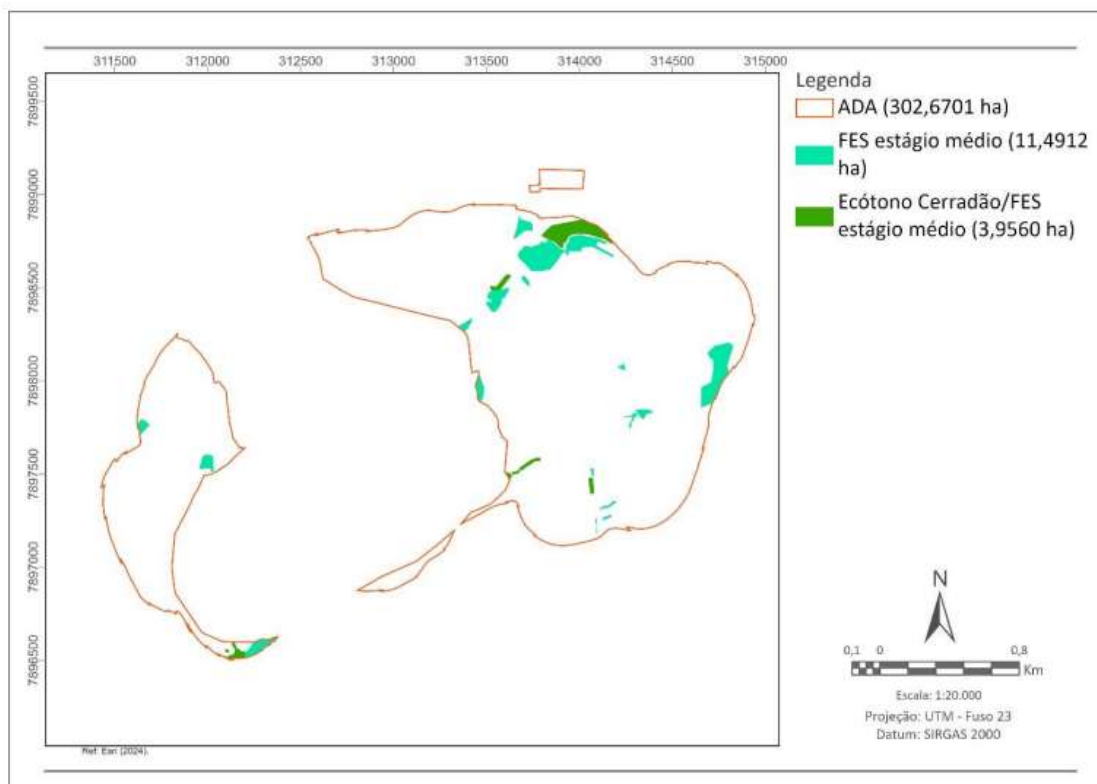 311500 312000 312500 313000 313500 314000 314500 315000
7899500
7899000
7898500
7898000
7897500
7897000
7896500
Legenda
ADA (302,6701 ha)
FES estágio médio (11,4912
ha)
Ecótono Cerradão/FES
estágio médio (3,9560 ha)
N
0,1 0 0,8
Km
Escala: 1:20.000
Projeção: UTM - Fuso 23
Datum: SIRGAS 2000
Ref: Esri (2024).